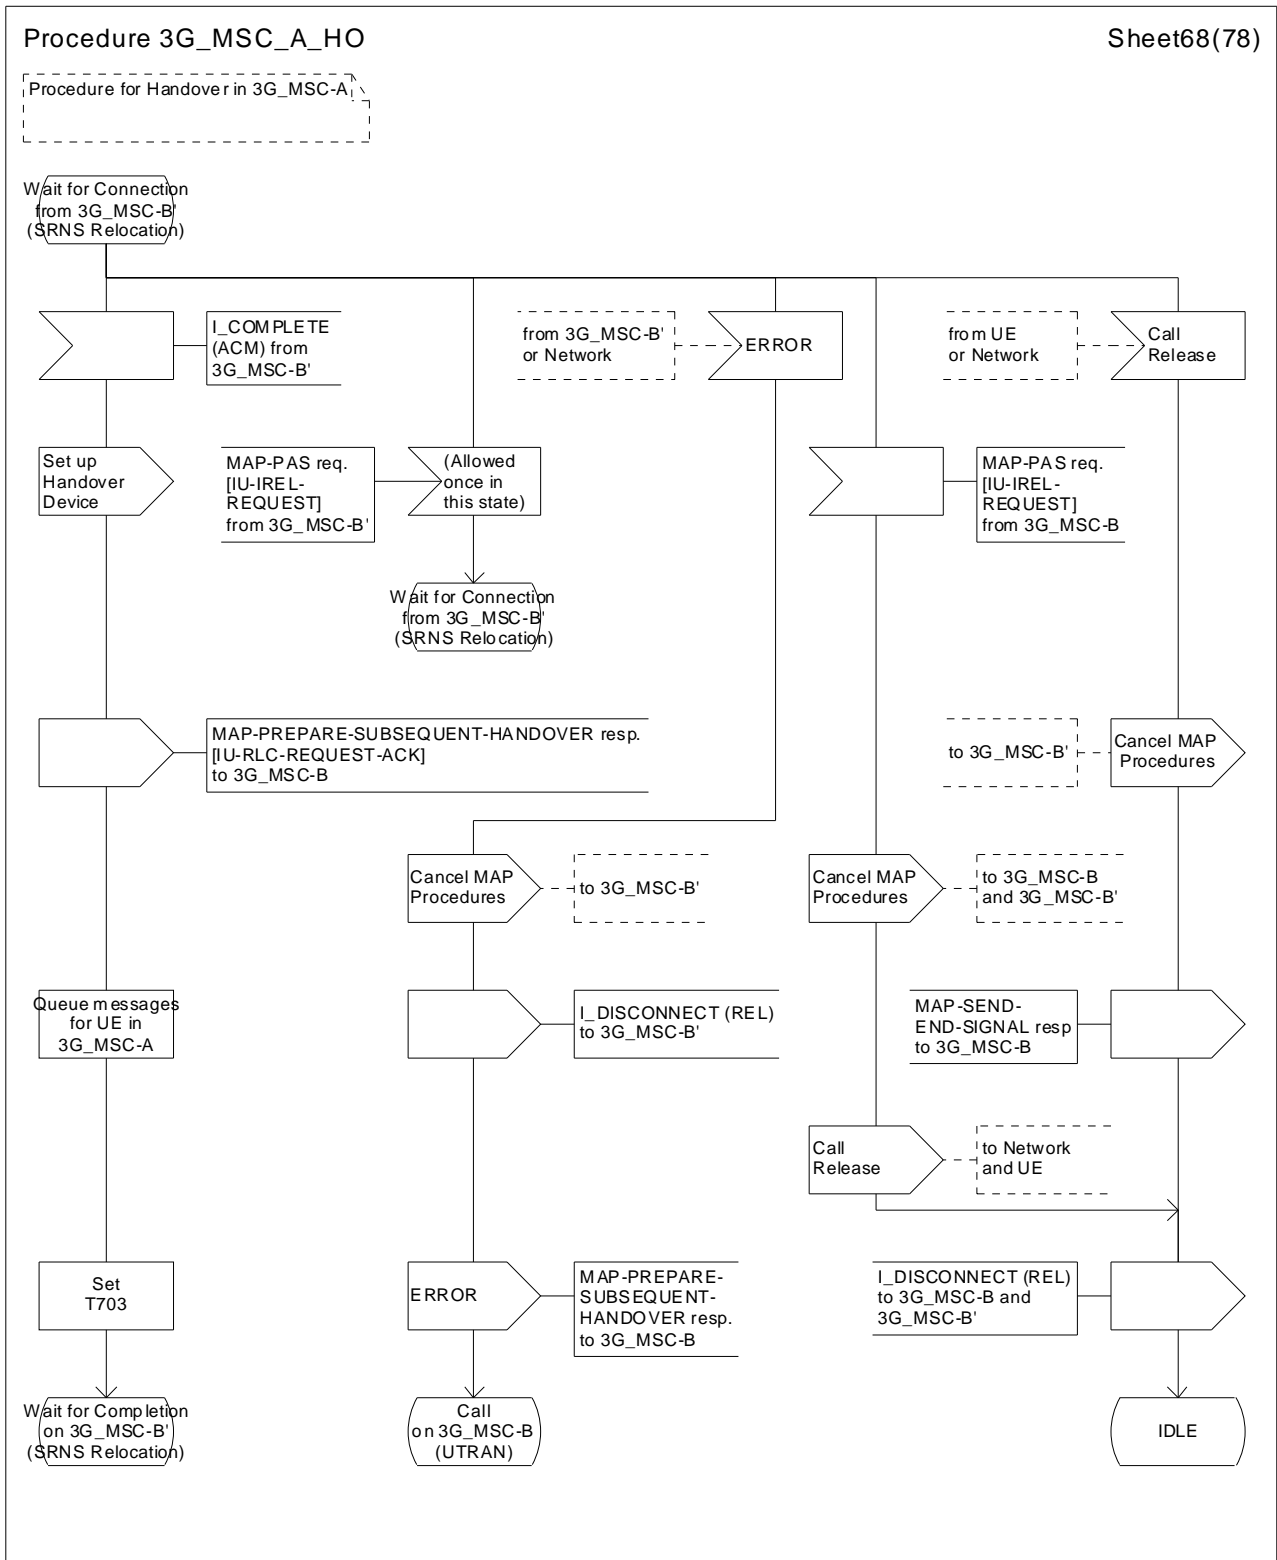 Procedure 3G_MSC_A_HO
Sheet68(78)
Procedure for Handover in 3G_MSC-A
Wait for Connection
from 3G_MSC-B'
(SRNS Relocation)
I_COMPLETE
(ACM) from
3G_MSC-B'
from 3G_MSC-B'
or Network
ERROR
from UE
or Network
Call
Release
Set up
Handover
Device
MAP-PAS req.
[IU-IREL-
REQUEST]
from 3G_MSC-B'
(Allowed
once in
this state)
MAP-PAS req.
[IU-IREL-
REQUEST]
from 3G_MSC-B
Wait for Connection
from 3G_MSC-B'
(SRNS Relocation)
MAP-PREPARE-SUBSEQUENT-HANDOVER resp.
[IU-RLC-REQUEST-ACK]
to 3G_MSC-B
to 3G_MSC-B'
Cancel MAP
Procedures
Cancel MAP
Procedures
to 3G_MSC-B'
Cancel MAP
Procedures
to 3G_MSC-B
and 3G_MSC-B'
Queue messages
for UE in
3G_MSC-A
I_DISCONNECT (REL)
to 3G_MSC-B'
MAP-SEND-
END-SIGNAL resp
to 3G_MSC-B
Call
Release
to Network
and UE
Set
T703
ERROR
MAP-PREPARE-
SUBSEQUENT-
HANDOVER resp.
to 3G_MSC-B
I_DISCONNECT (REL)
to 3G_MSC-B and
3G_MSC-B'
Wait for Completion
on 3G_MSC-B'
(SRNS Relocation)
Call
on 3G_MSC-B
(UTRAN)
IDLE